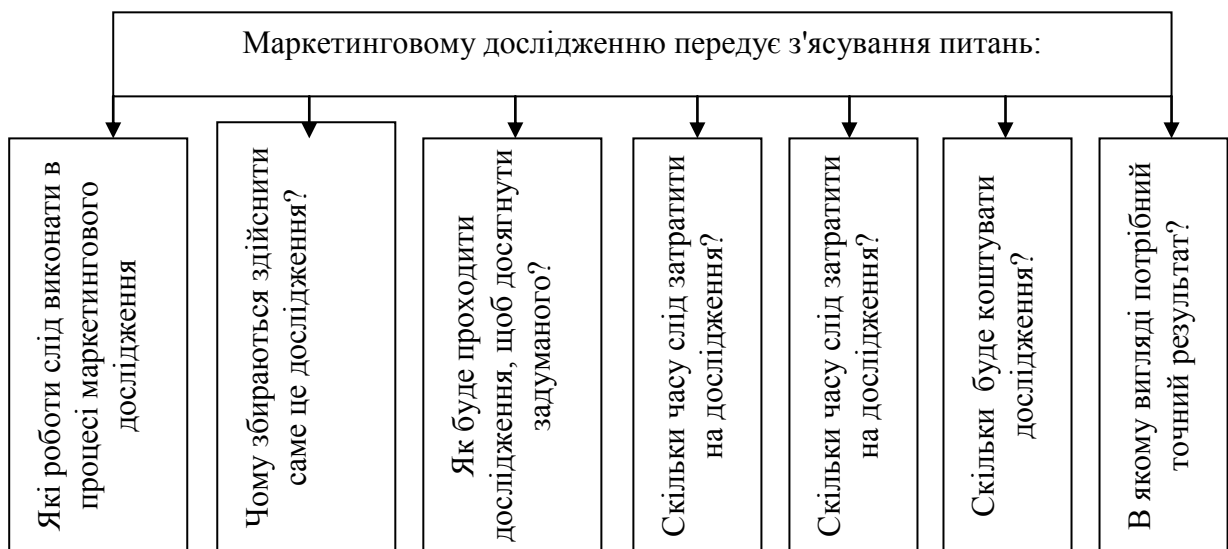 Маркетинговому дослідженню передує з'ясування питань:
Які роботи слід виконати в
процесі маркетингового
дослідження
Чому збираються здійснити
саме це дослідження?
Як буде проходити
дослідження, щоб досягнути
задуманого?
Скільки часу слід затратити
на дослідження?
Скільки часу слід затратити
на дослідження?
Скільки буде коштувати
дослідження?
В якому вигляді потрібний
точний результат?